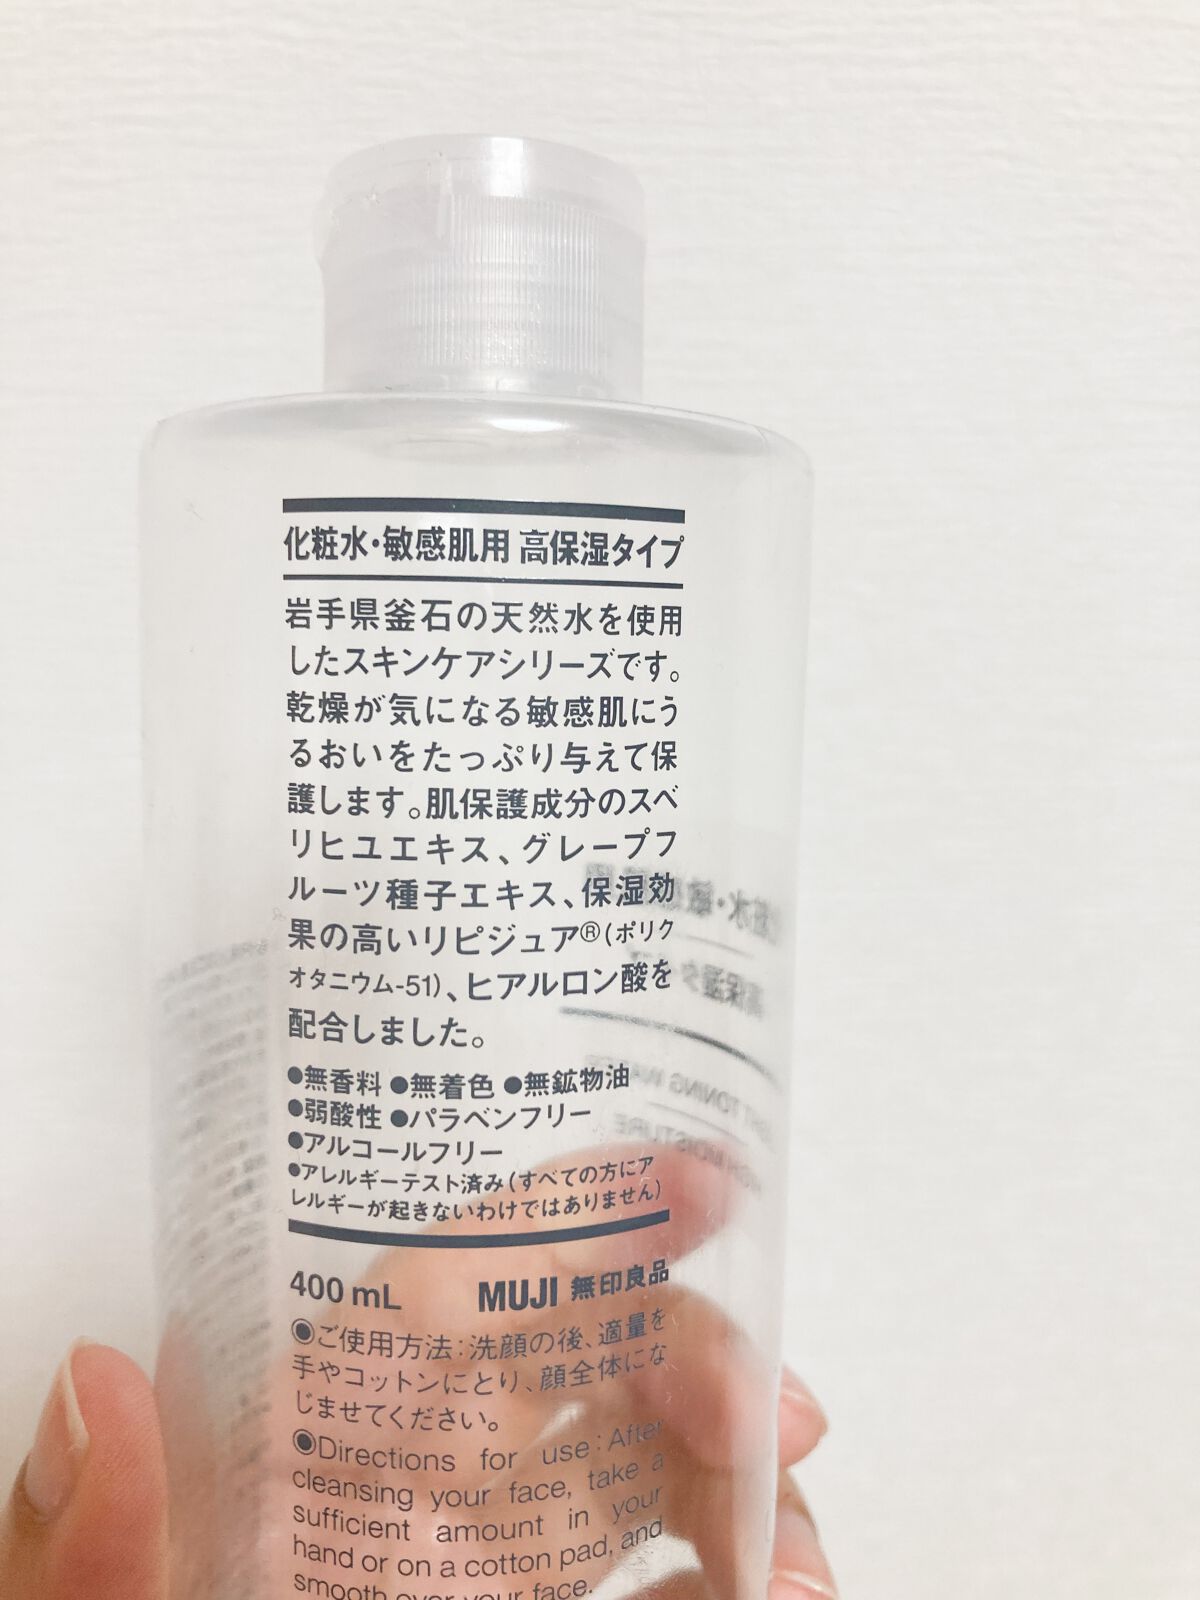 化粧水・敏感肌用 高保湿タイプ
岩手県釜石の天然水を使用
したスキンケアシリーズです。
乾燥が気になる敏感肌にう
るおいをたっぷり与えて保
護します。肌保護成分のスベ
リヒユエキス、グレープフ
ルーツ種子エキス、保湿効
果の高いリピジュア®(ポリク
オタニウム-51)、ヒアルロン酸を
配合しました。
●無香料 ●無着色 ●無鉱物油
●弱酸性 ●パラベンフリー
●アルコールフリー
●アレルギーテスト済み(すべての方にア
レルギーが起きないわけではありません)
400 mL MUJI 無印良品
◉ご使用方法:洗顔の後、適量を
手やコットンにとり、顔全体にな
じませてください。
◉Directions for use:After
cleansing your face, take a
sufficient amount in your
hand or on a cotton pad, and
smooth over your face.